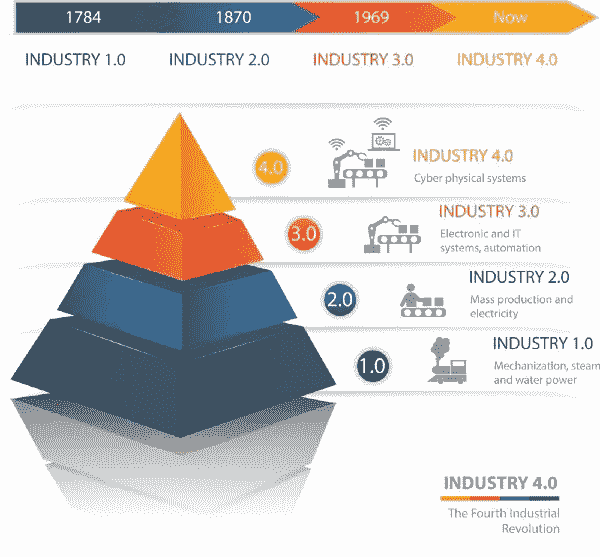 1784 1870 1969 Now
INDUSTRY 1.0 INDUSTRY 2.0 INDUSTRY 3.0 INDUSTRY 4.0
4.0
INDUSTRY 4.0
Cyber physical systems
3.0
INDUSTRY 3.0
Electronic and IT
systems, automation
2.0
INDUSTRY 2.0
Mass production and
electricity
1.0
INDUSTRY 1.0
Mechanization, steam
and water power
INDUSTRY 4.0
The Fourth Industrial
Revolution